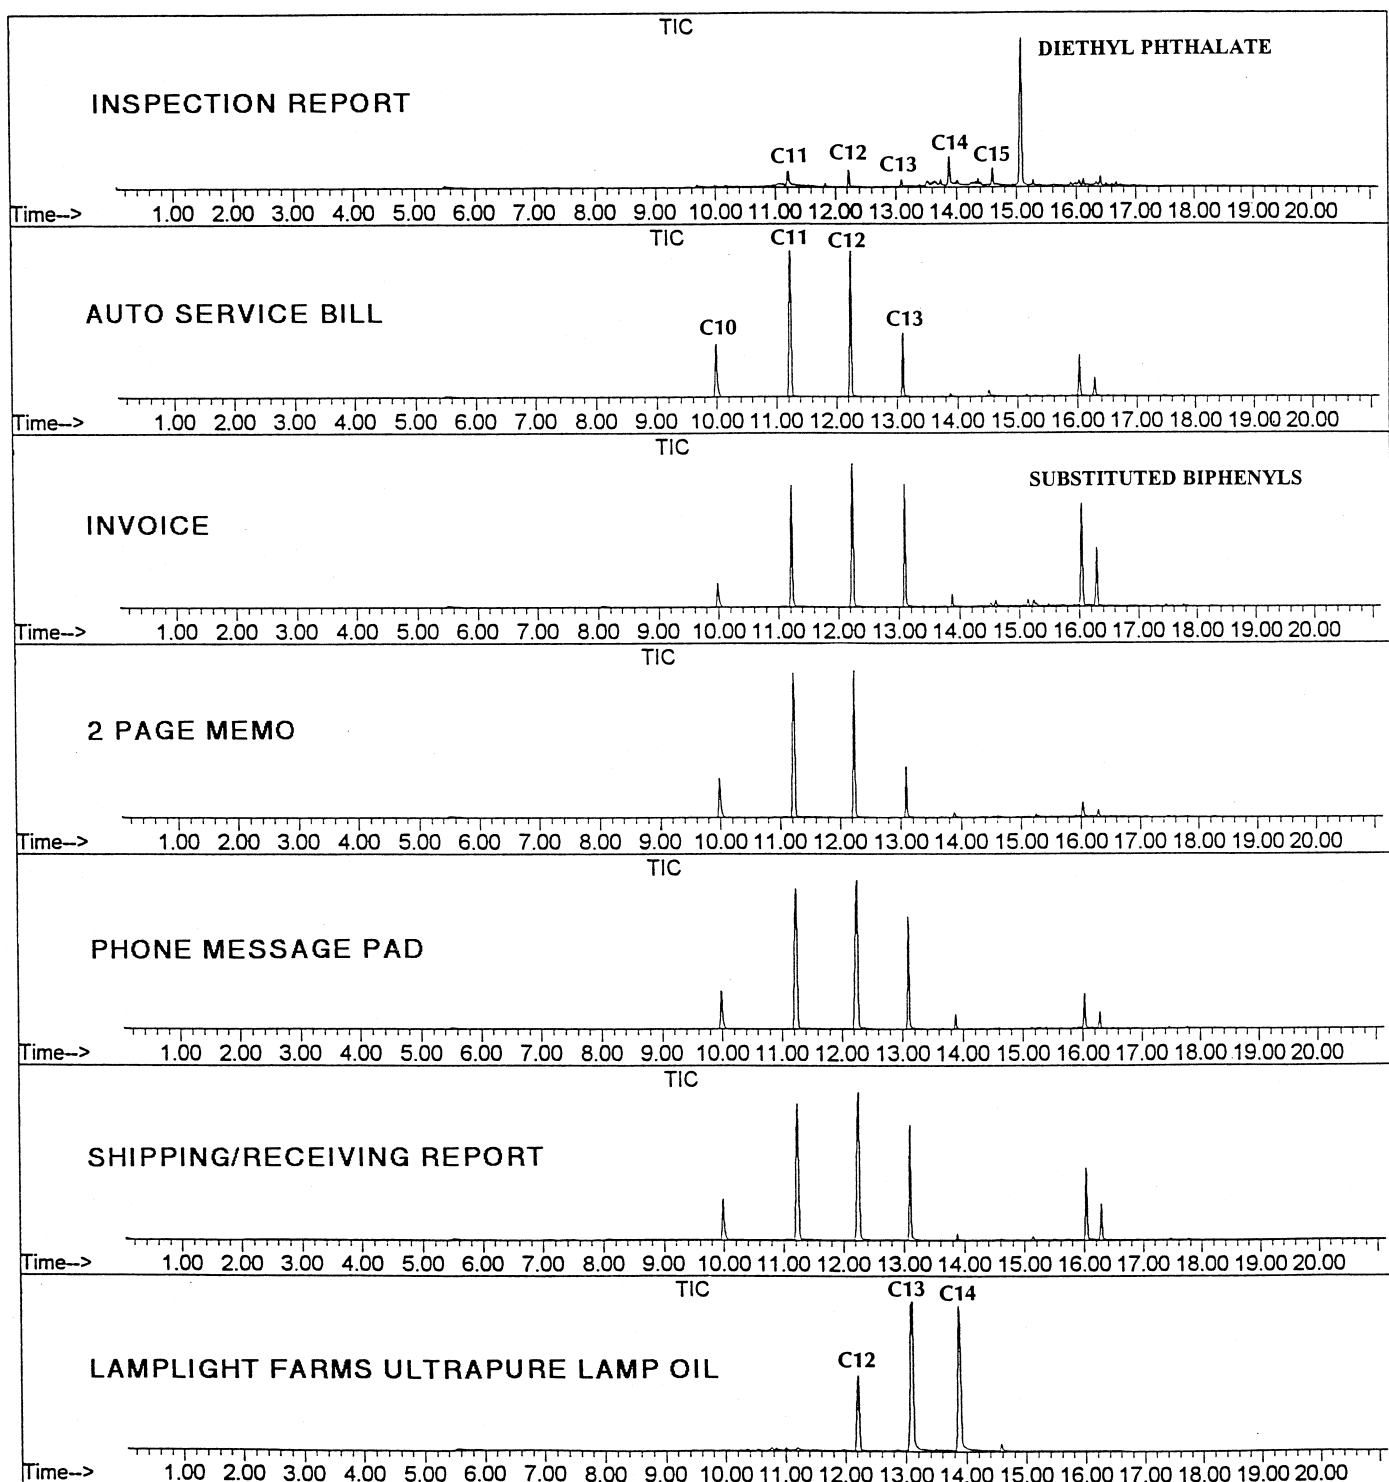 TIC
DIETHYL PHTHALATE
INSPECTION REPORT
C11 C12 C13 C14 C15
Time--> 1.00 2.00 3.00 4.00 5.00 6.00 7.00 8.00 9.00 10.00 11.00 12.00 13.00 14.00 15.00 16.00 17.00 18.00 19.00 20.00
TIC
C11 C12
AUTO SERVICE BILL
C10 C13
Time--> 1.00 2.00 3.00 4.00 5.00 6.00 7.00 8.00 9.00 10.00 11.00 12.00 13.00 14.00 15.00 16.00 17.00 18.00 19.00 20.00
TIC
SUBSTITUTED BIPHENYLS
INVOICE
Time--> 1.00 2.00 3.00 4.00 5.00 6.00 7.00 8.00 9.00 10.00 11.00 12.00 13.00 14.00 15.00 16.00 17.00 18.00 19.00 20.00
TIC
2 PAGE MEMO
Time--> 1.00 2.00 3.00 4.00 5.00 6.00 7.00 8.00 9.00 10.00 11.00 12.00 13.00 14.00 15.00 16.00 17.00 18.00 19.00 20.00
TIC
PHONE MESSAGE PAD
Time--> 1.00 2.00 3.00 4.00 5.00 6.00 7.00 8.00 9.00 10.00 11.00 12.00 13.00 14.00 15.00 16.00 17.00 18.00 19.00 20.00
TIC
SHIPPING/RECEIVING REPORT
Time--> 1.00 2.00 3.00 4.00 5.00 6.00 7.00 8.00 9.00 10.00 11.00 12.00 13.00 14.00 15.00 16.00 17.00 18.00 19.00 20.00
TIC
C13 C14
LAMPLIGHT FARMS ULTRAPURE LAMP OIL
C12
Time--> 1.00 2.00 3.00 4.00 5.00 6.00 7.00 8.00 9.00 10.00 11.00 12.00 13.00 14.00 15.00 16.00 17.00 18.00 19.00 20.00